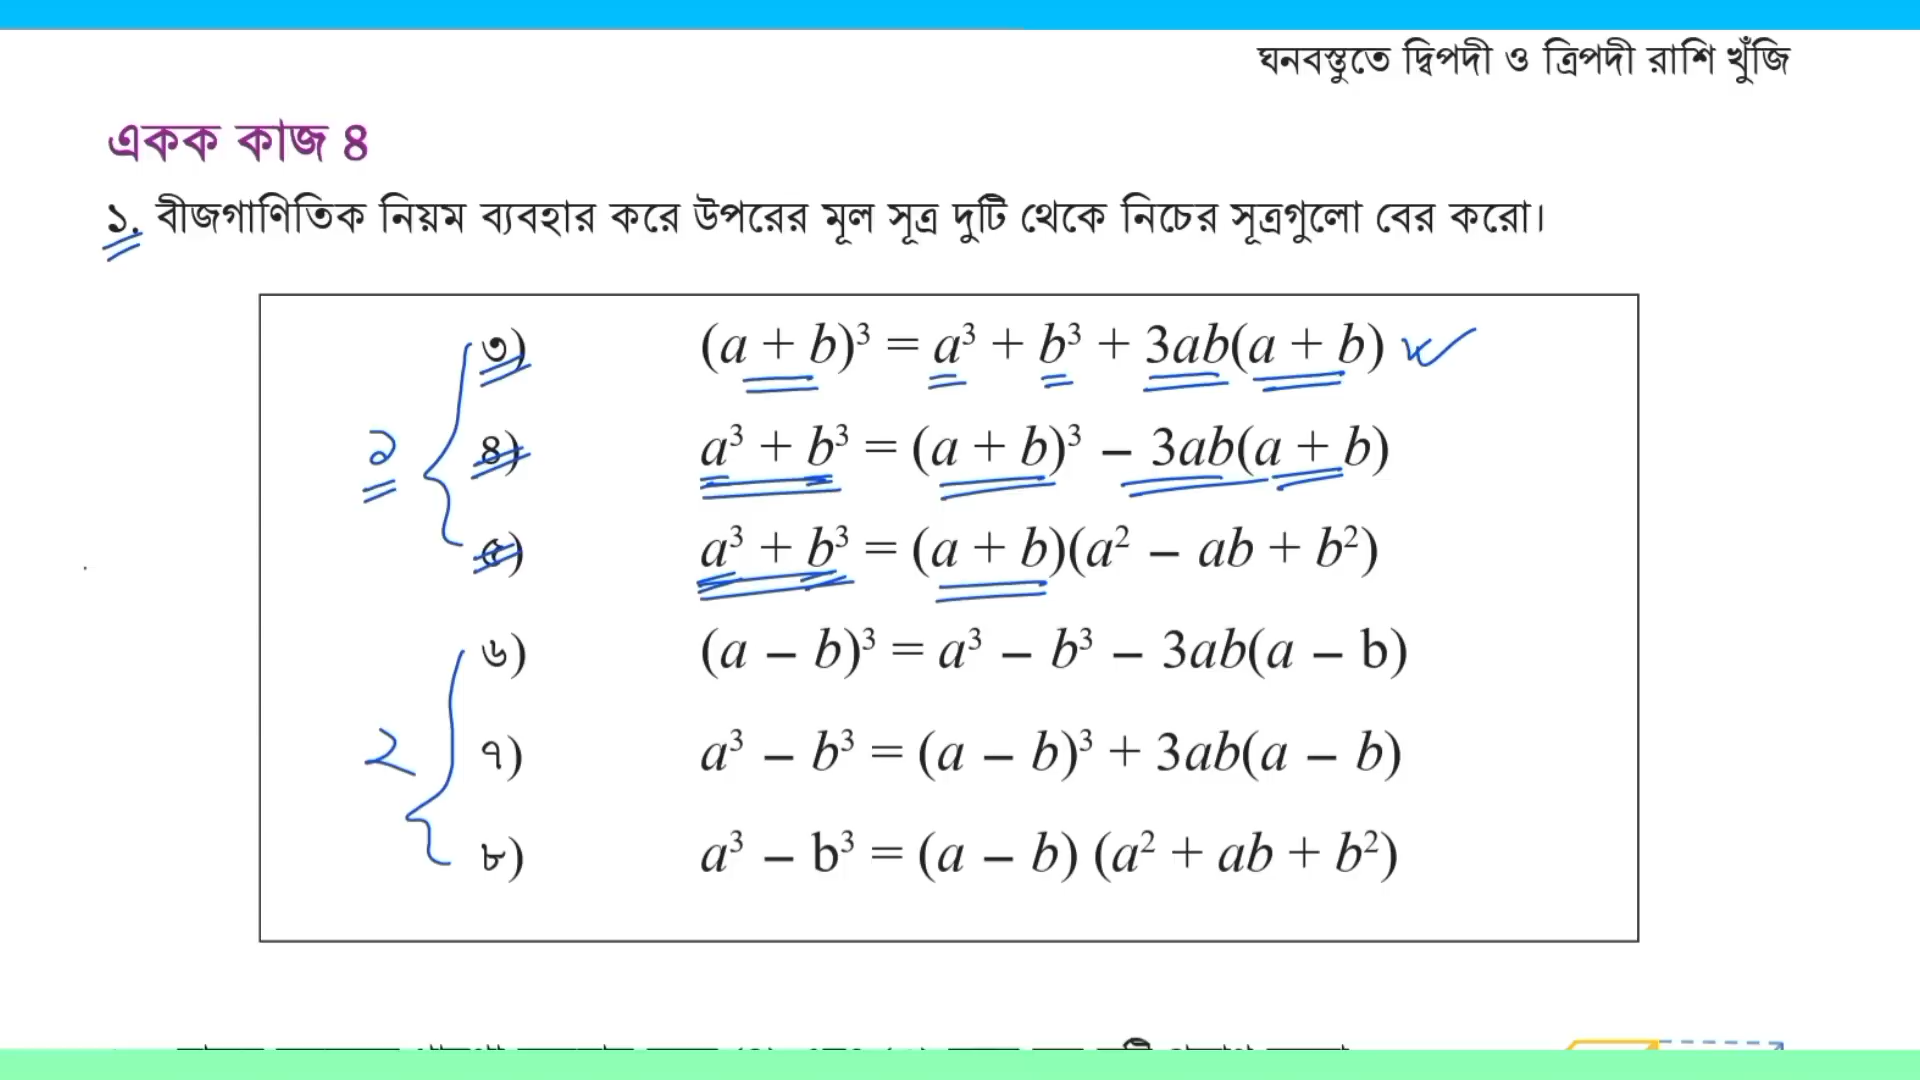 ঘনবস্তুতে দ্বিপদী ও ত্রিপদী রাশি খুঁজি
একক কাজ ৪
১. বীজগাণিতিক নিয়ম ব্যবহার করে উপরের মূল সূত্র দুটি থেকে নিচের সূত্রগুলো বের করো।
৩) (a + b)³ = a³ + b³ + 3ab(a + b)
১
৪) a³ + b³ = (a + b)³ – 3ab(a + b)
৫) a³ + b³ = (a + b)(a² – ab + b²)
৬) (a – b)³ = a³ – b³ – 3ab(a – b)
২
৭) a³ – b³ = (a – b)³ + 3ab(a – b)
৮) a³ – b³ = (a – b) (a² + ab + b²)